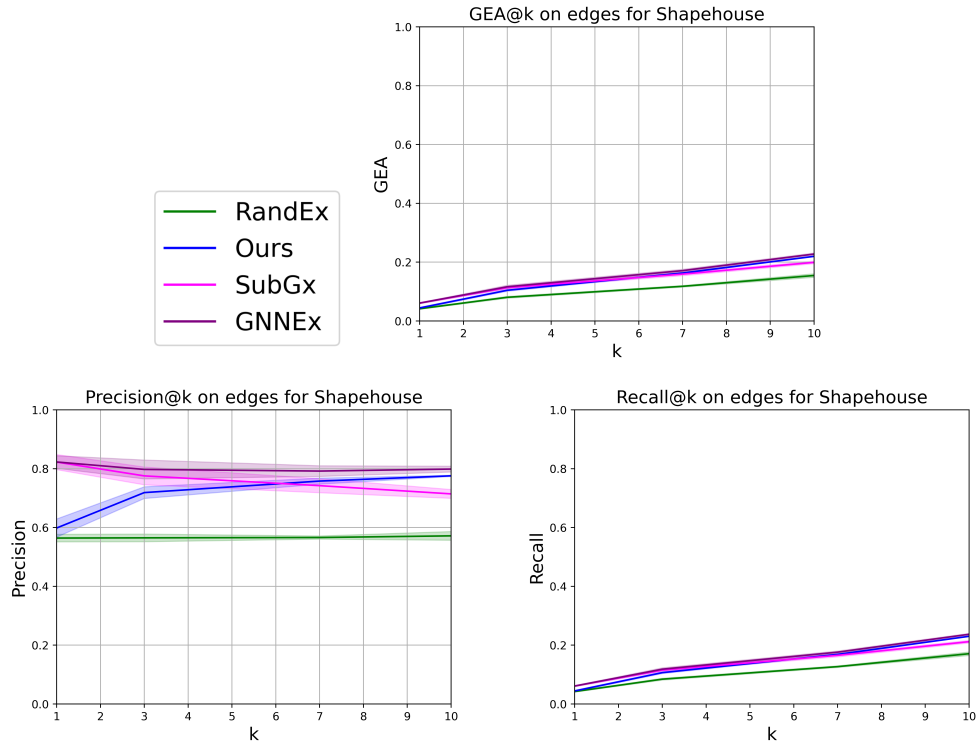 GEA@k on edges for Shapehouse
1.0
0.8
0.6
0.4
0.2
0.0
GEA
1 2 3 4 5 6 7 8 9 10
k
RandEx
Ours
SubGx
GNNEx
Precision@k on edges for Shapehouse
1.0
0.8
0.6
0.4
0.2
0.0
Precision
1 2 3 4 5 6 7 8 9 10
k
Recall@k on edges for Shapehouse
1.0
0.8
0.6
0.4
0.2
0.0
Recall
1 2 3 4 5 6 7 8 9 10
k